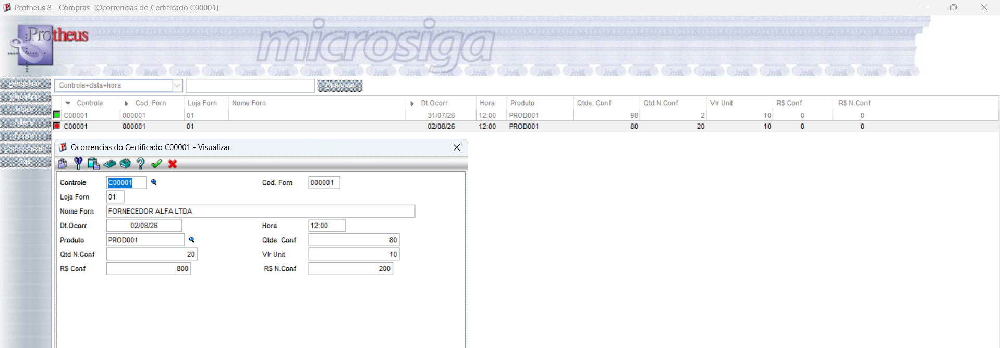 Protheus 8 - Compras [Ocorrencias do Certificado C00001]
Protheus
microsiga
Pesquisar
Controle+data+hora
Pesquisar
Visualizar
Incluir
Alterar
Excluir
Configuracao
Sair
Controle Cod. Forn Loja Forn Nome Forn Dt.Ocorr Hora Produto Qtde. Conf Qtd N.Conf Vlr Unit R$ Conf R$ N.Conf
C00001 000001 01 31/07/26 12:00 PROD001 98 2 10 0 0
C00001 000001 01 02/08/26 12:00 PROD001 80 20 10 0 0
Ocorrencias do Certificado C00001 - Visualizar
Controle C00001 Cod. Forn 000001
Loja Forn 01
Nome Forn FORNECEDOR ALFA LTDA
Dt.Ocorr 02/08/26 Hora 12:00
Produto PROD001 Qtde. Conf 80
Qtd N.Conf 20 Vlr Unit 10
R$ Conf 800 R$ N.Conf 200